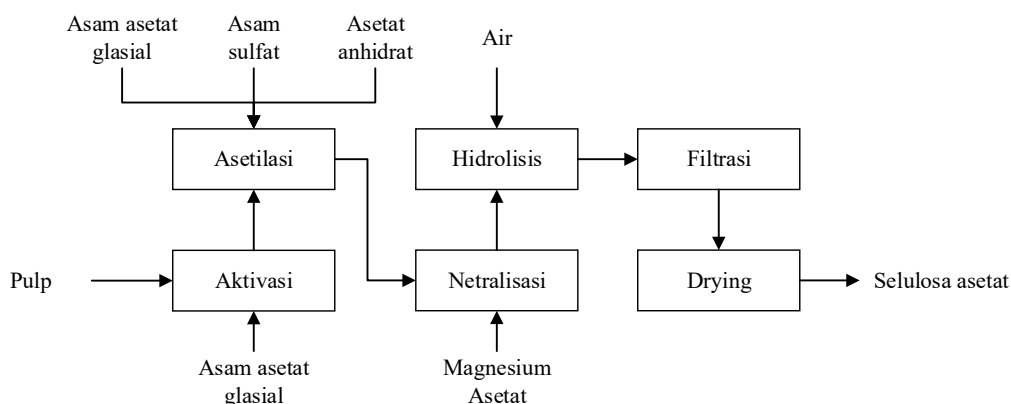 Asam asetat
glasial
Asam
sulfat
Asetat
anhidrat
Air
Asetilasi
Hidrolisis
Filtrasi
Pulp
Aktivasi
Netralisasi
Drying
Selulosa asetat
Asam asetat
glasial
Magnesium
Asetat